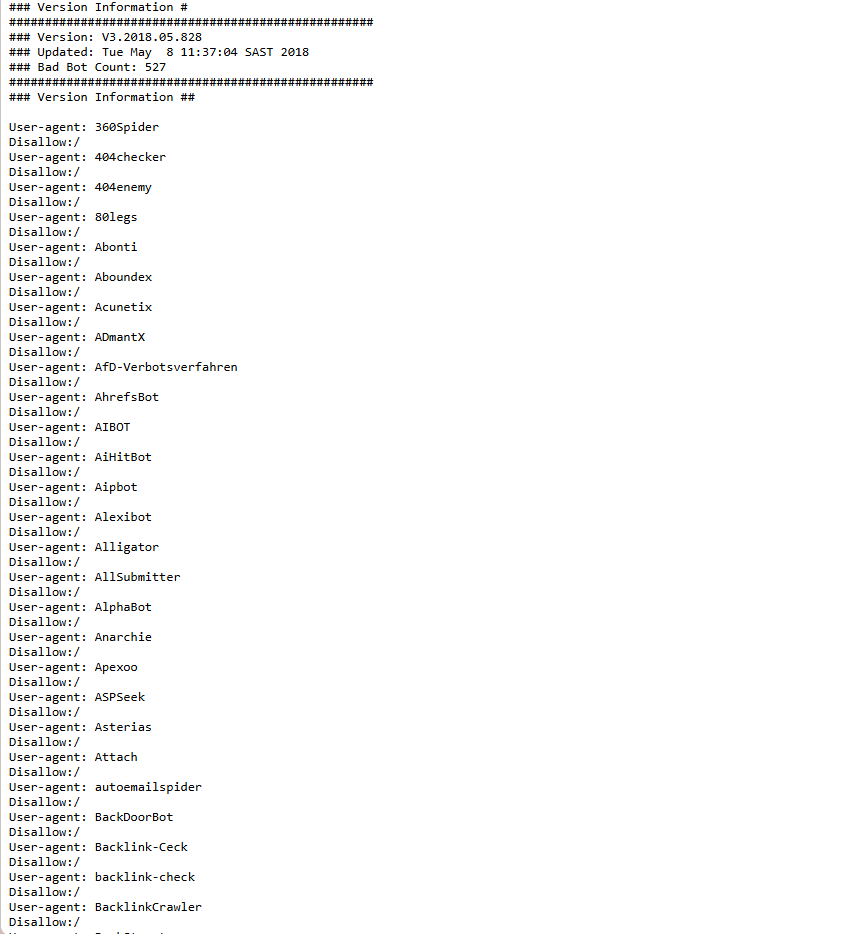 ### Version Information #
###################################################
### Version: V3.2018.05.828
### Updated: Tue May  8 11:37:04 SAST 2018
### Bad Bot Count: 527
###################################################
### Version Information ##

User-agent: 360Spider
Disallow:/
User-agent: 404checker
Disallow:/
User-agent: 404enemy
Disallow:/
User-agent: 80legs
Disallow:/
User-agent: Abonti
Disallow:/
User-agent: Aboundex
Disallow:/
User-agent: Acunetix
Disallow:/
User-agent: ADmantX
Disallow:/
User-agent: AfD-Verbotsverfahren
Disallow:/
User-agent: AhrefsBot
Disallow:/
User-agent: AIBOT
Disallow:/
User-agent: AiHitBot
Disallow:/
User-agent: Aipbot
Disallow:/
User-agent: Alexibot
Disallow:/
User-agent: Alligator
Disallow:/
User-agent: AllSubmitter
Disallow:/
User-agent: AlphaBot
Disallow:/
User-agent: Anarchie
Disallow:/
User-agent: Apexoo
Disallow:/
User-agent: ASPSeek
Disallow:/
User-agent: Asterias
Disallow:/
User-agent: Attach
Disallow:/
User-agent: autoemailspider
Disallow:/
User-agent: BackDoorBot
Disallow:/
User-agent: Backlink-Ceck
Disallow:/
User-agent: backlink-check
Disallow:/
User-agent: BacklinkCrawler
Disallow:/